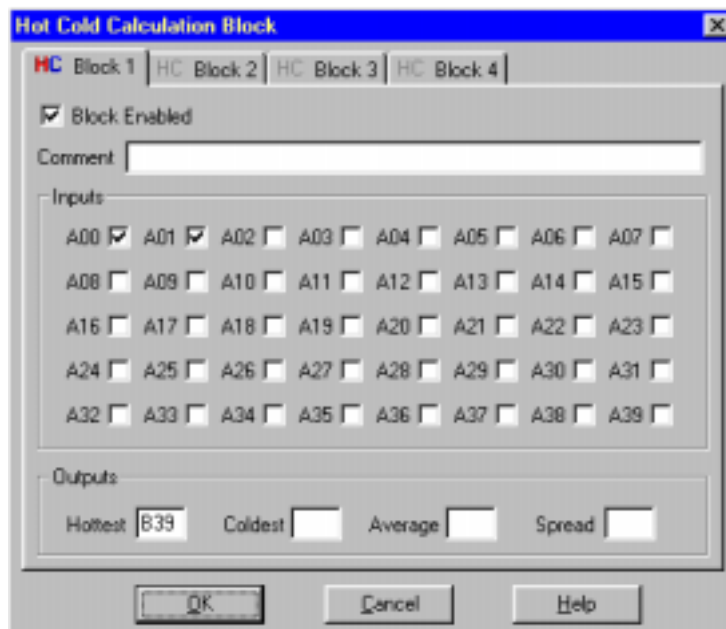 Hot Cold Calculation Block
HC Block 1 HC Block 2 HC Block 3 HC Block 4
Block Enabled
Comment
Inputs
A00 A01 A02 A03 A04 A05 A06 A07
A08 A09 A10 A11 A12 A13 A14 A15
A16 A17 A18 A19 A20 A21 A22 A23
A24 A25 A26 A27 A28 A29 A30 A31
A32 A33 A34 A35 A36 A37 A38 A39
Outputs
Hottest B39 Coldest Average Spread
OK Cancel Help